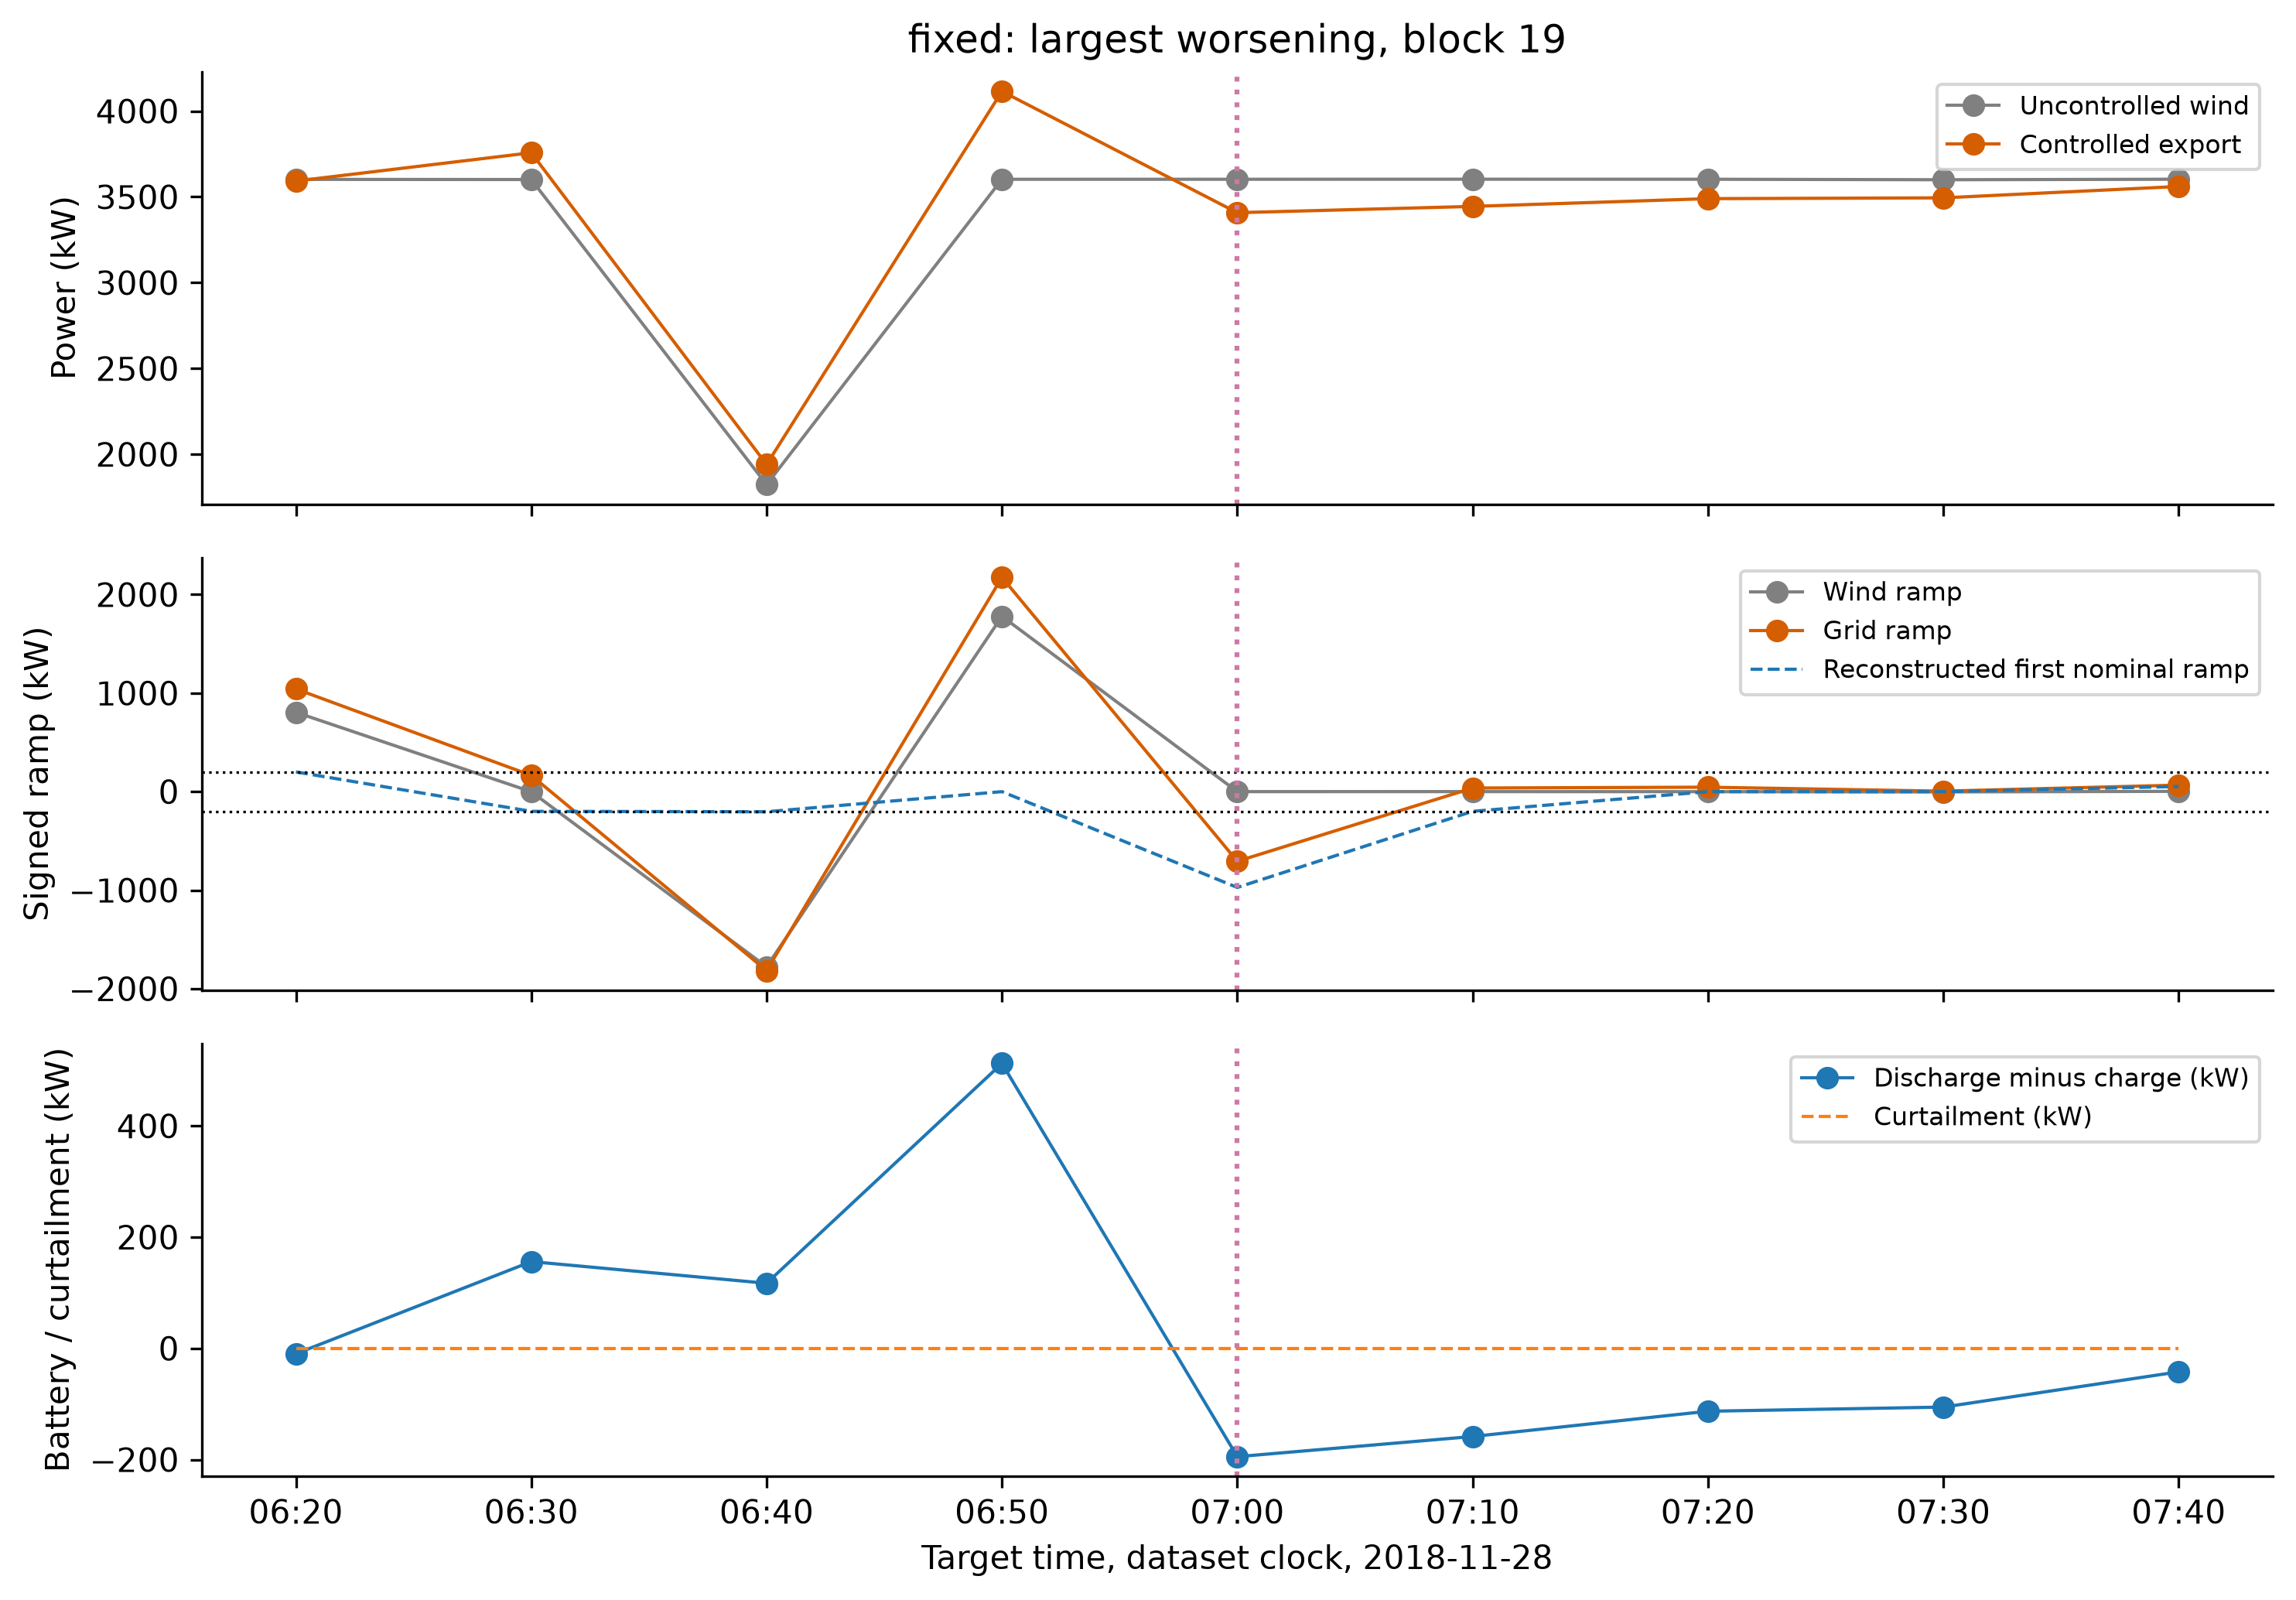 fixed: largest worsening, block 19
Power (kW)
4000
3500
3000
2500
2000
Uncontrolled wind
Controlled export
Signed ramp (kW)
2000
1000
0
−1000
−2000
Wind ramp
Grid ramp
Reconstructed first nominal ramp
Battery / curtailment (kW)
400
200
0
−200
Discharge minus charge (kW)
Curtailment (kW)
06:20 06:30 06:40 06:50 07:00 07:10 07:20 07:30 07:40
Target time, dataset clock, 2018-11-28